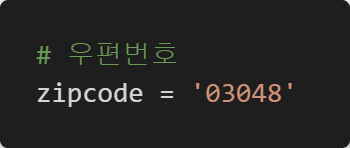 # 우편번호
zipcode = '03048'